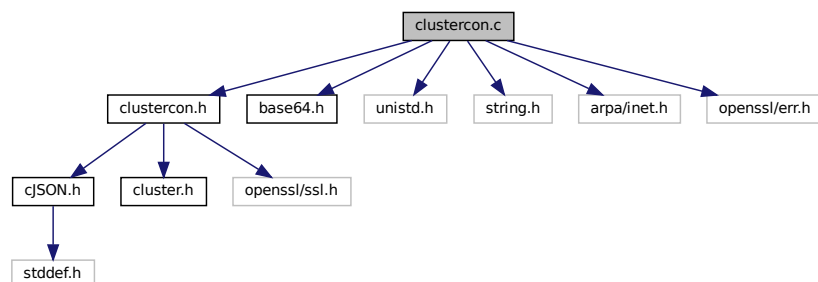 clustercon.c
clustercon.h
base64.h
unistd.h
string.h
arpa/inet.h
openssl/err.h
cJSON.h
cluster.h
openssl/ssl.h
stddef.h